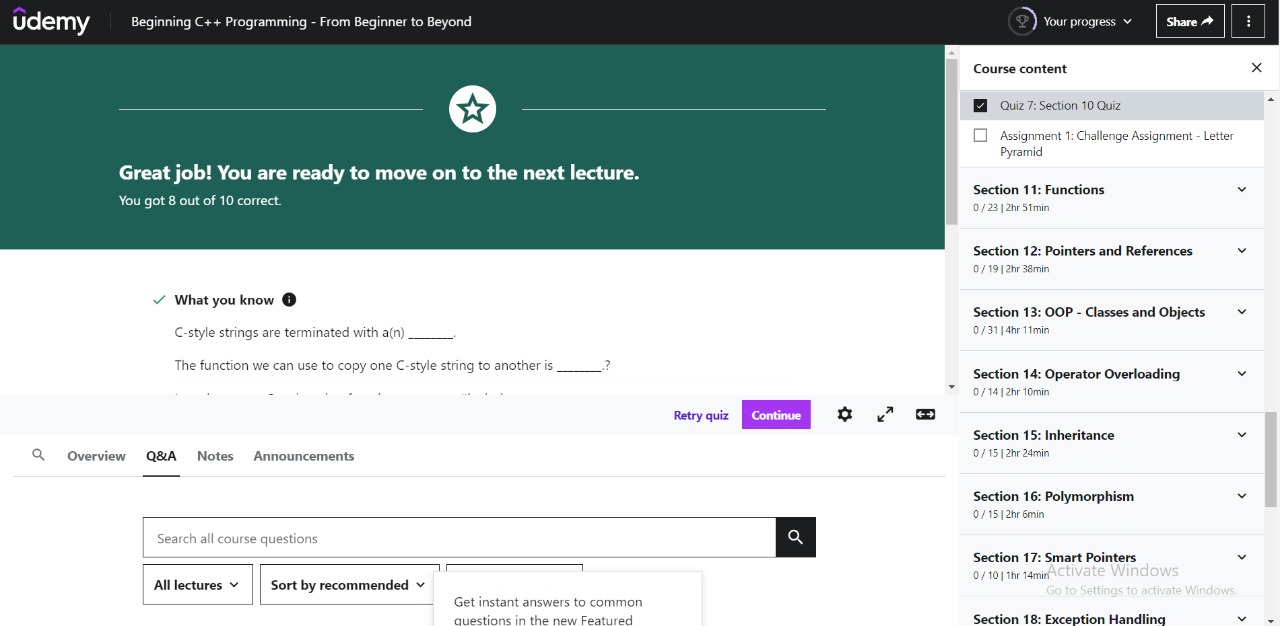 ûdemy
Beginning C++ Programming - From Beginner to Beyond
Your progress
Share
Great job! You are ready to move on to the next lecture.
You got 8 out of 10 correct.
What you know
C-style strings are terminated with a(n) _______.
The function we can use to copy one C-style string to another is _______.?
Retry quiz
Continue
Overview
Q&A
Notes
Announcements
Search all course questions
All lectures
Sort by recommended
Get instant answers to common
questions in the new Featured
Course content
Quiz 7: Section 10 Quiz
Assignment 1: Challenge Assignment - Letter
Pyramid
Section 11: Functions
0 / 23 | 2hr 51min
Section 12: Pointers and References
0 / 19 | 2hr 38min
Section 13: OOP - Classes and Objects
0 / 31 | 4hr 11min
Section 14: Operator Overloading
0 / 14 | 2hr 10min
Section 15: Inheritance
0 / 15 | 2hr 24min
Section 16: Polymorphism
0 / 15 | 2hr 6min
Section 17: Smart Pointers
0 / 10 | 1hr 14min
Activate Windows
Go to Settings to activate Windows.
Section 18: Exception Handling